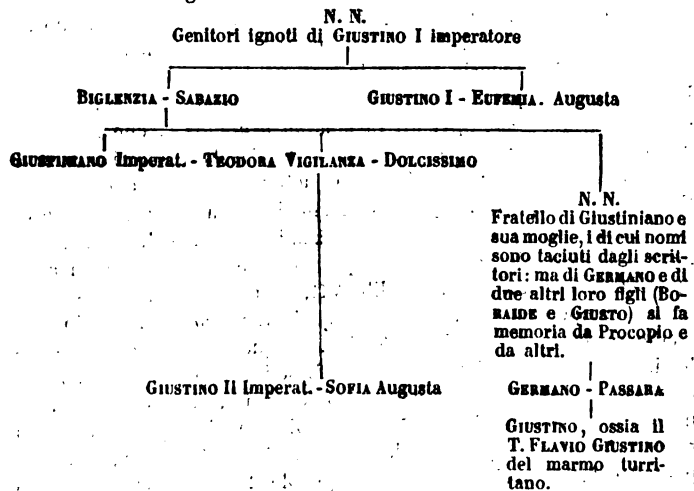 N. N.
Genitori ignoti di GIUSTINO I imperatore
BIGLENZIA - SABAZIO
GIUSTINO I - EUFEMIA. Augusta
GIUSTINIANO Imperat. - TEODORA VIGILANZA - DOLCISSIMO
N. N.
Fratello di Giustiniano e
sua moglie, i di cui nomi
sono taciuti dagli scrit-
tori: ma di GERMANO e di
due altri loro figli (BO-
RAIDE e GIUSTO) si fa
memoria da Procopio e
da altri.
GIUSTINO II Imperat. - SOFIA Augusta
GERMANO - PASSARA
GIUSTINO, ossia il
T. FLAVIO GIUSTINO
del marmo turri-
tano.